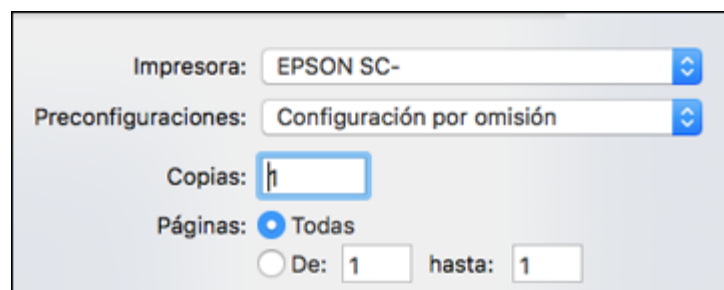 Impresora: EPSON SC-
Preconfiguraciones: Configuración por omisión
Copias: 1
Páginas: Todas
De: 1 hasta: 1